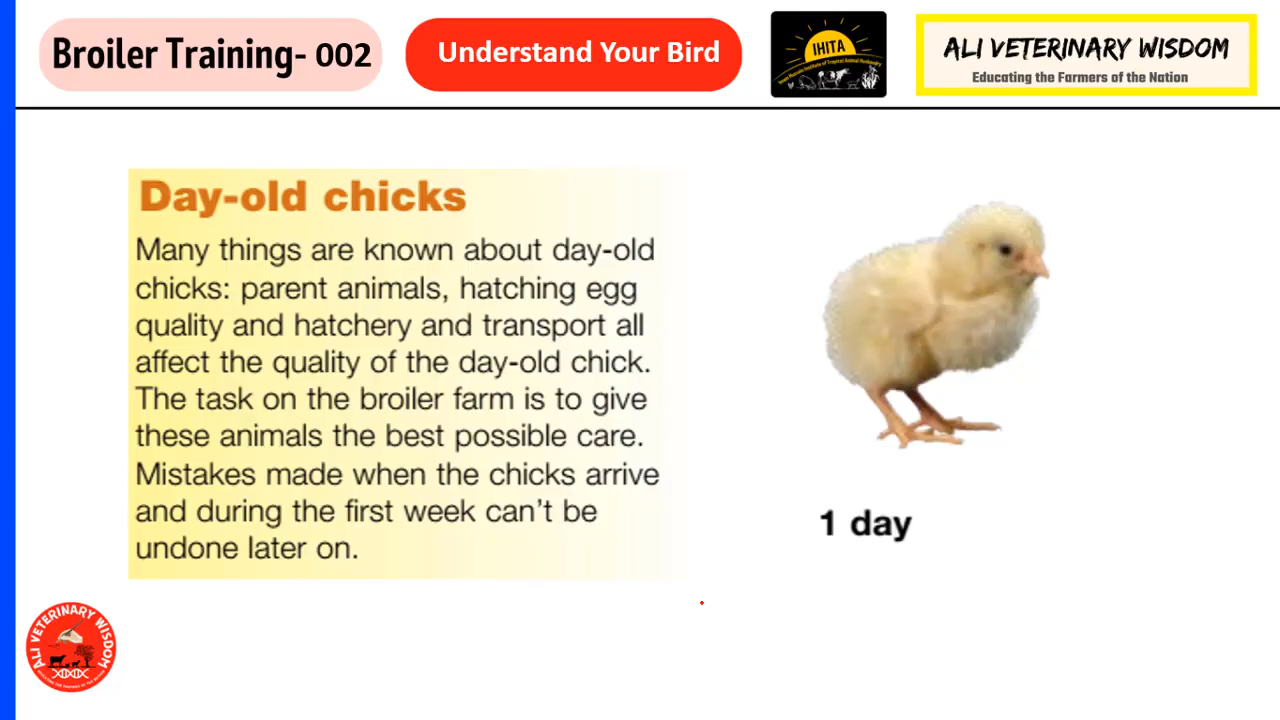 Broiler Training- 002
Understand Your Bird
IHITA
ALI VETERINARY WISDOM
Educating the Farmers of the Nation
Day-old chicks
Many things are known about day-old
chicks: parent animals, hatching egg
quality and hatchery and transport all
affect the quality of the day-old chick.
The task on the broiler farm is to give
these animals the best possible care.
Mistakes made when the chicks arrive
and during the first week can't be
undone later on.
1 day
ALI VETERINARY WISDOM